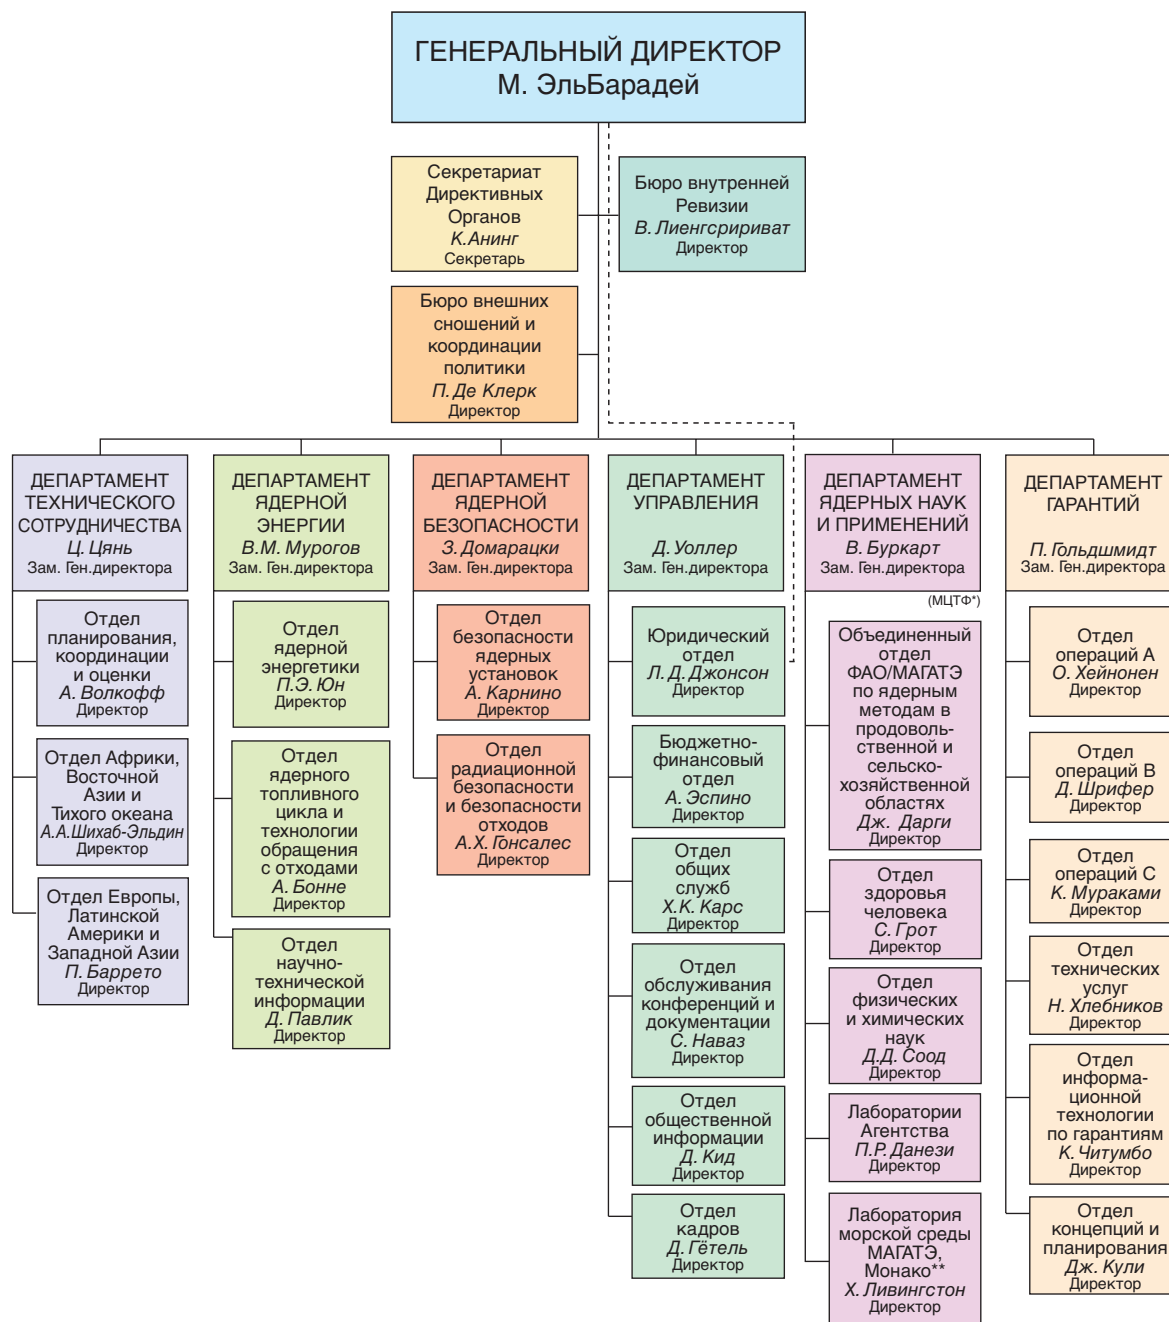 ГЕНЕРАЛЬНЫЙ ДИРЕКТОР
М. ЭльБарадей
Секретариат
Директивных
Органов
К.Анинг
Секретарь
Бюро внутренней
Ревизии
В. Лиенгсририват
Директор
Бюро внешних
сношений и
координации
политики
П. Де Клерк
Директор
ДЕПАРТАМЕНТ
ТЕХНИЧЕСКОГО
СОТРУДНИЧЕСТВА
Ц. Цянь
Зам. Ген.директора
Отдел
планирования,
координации
и оценки
А. Волкофф
Директор
Отдел Африки,
Восточной
Азии и
Тихого океана
А.А.Шихаб-Эльдин
Директор
Отдел Европы,
Латинской
Америки и
Западной Азии
П. Баррето
Директор
ДЕПАРТАМЕНТ
ЯДЕРНОЙ
ЭНЕРГИИ
В.М. Мурогов
Зам. Ген.директора
Отдел
ядерной
энергетики
П.Э. Юн
Директор
Отдел
ядерного
топливного
цикла и
технологии
обращения
с отходами
А. Бонне
Директор
Отдел
научно-
технической
информации
Д. Павлик
Директор
ДЕПАРТАМЕНТ
ЯДЕРНОЙ
БЕЗОПАСНОСТИ
З. Домарацки
Зам. Ген.директора
Отдел
безопасности
ядерных
установок
А. Карнино
Директор
Отдел
радиационной
безопасности
и безопасности
отходов
А.Х. Гонсалес
Директор
ДЕПАРТАМЕНТ
УПРАВЛЕНИЯ
Д. Уоллер
Зам. Ген.директора
Юридический
отдел
Л. Д. Джонсон
Директор
Бюджетно-
финансовый
отдел
А. Эспино
Директор
Отдел
общих
служб
Х.К. Карс
Директор
Отдел
обслуживания
конференций и
документации
С. Наваз
Директор
Отдел
общественной
информации
Д. Кид
Директор
Отдел
кадров
Д. Гётель
Директор
ДЕПАРТАМЕНТ
ЯДЕРНЫХ НАУК
И ПРИМЕНЕНИЙ
В. Буркарт
Зам. Ген.директора
(МЦТФ*)
Объединенный
отдел
ФАО/МАГАТЭ
по ядерным
методам в
продоволь-
ственной и
сельско-
хозяйственной
областях
Дж. Дарги
Директор
Отдел
здоровья
человека
С. Грот
Директор
Отдел
физических
и химических
наук
Д.Д. Соод
Директор
Лаборатории
Агентства
П.Р. Данези
Директор
Лаборатория
морской среды
МАГАТЭ,
Монако**
Х. Ливингстон
Директор
ДЕПАРТАМЕНТ
ГАРАНТИЙ
П. Гольдшмидт
Зам. Ген.директора
Отдел
операций A
О. Хейнонен
Директор
Отдел
операций B
Д. Шрифер
Директор
Отдел
операций C
К. Мураками
Директор
Отдел
технических
услуг
Н. Хлебников
Директор
Отдел
информа-
ционной
технологии
по гарантиям
К. Читумбо
Директор
Отдел
концепций и
планирования
Дж. Кули
Директор